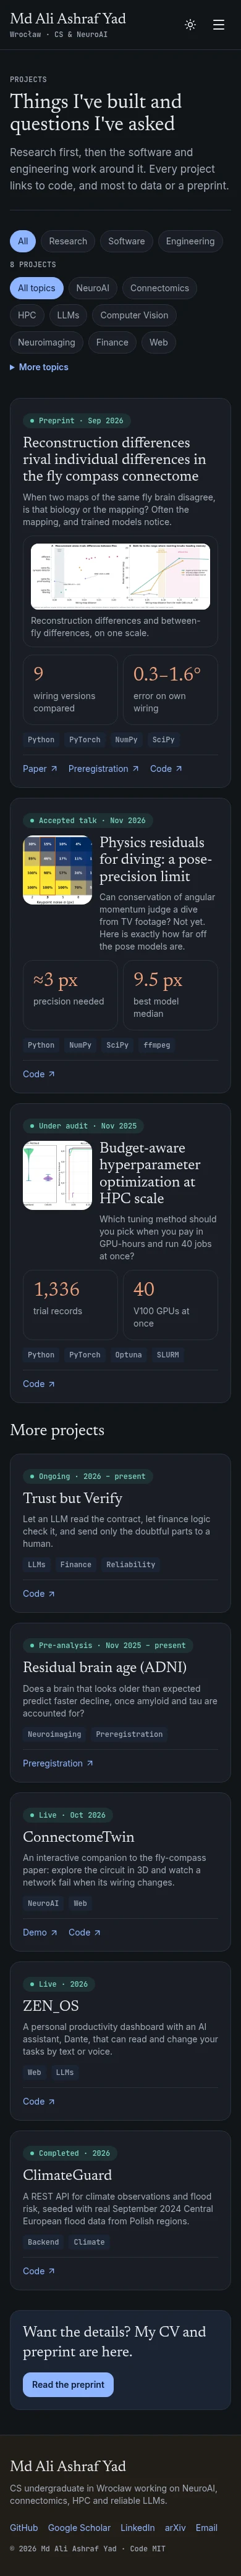 Md Ali Ashraf Yad
Wrocław · CS & NeuroAI
PROJECTS
Things I've built and
questions I've asked
Research first, then the software and
engineering work around it. Every project
links to code, and most to data or a preprint.
All Research Software Engineering
8 PROJECTS
All topics NeuroAI Connectomics
HPC LLMs Computer Vision
Neuroimaging Finance Web
More topics
Preprint · Sep 2026
Reconstruction differences
rival individual differences in
the fly compass connectome
When two maps of the same fly brain disagree,
is that biology or the mapping? Often the
mapping, and trained models notice.
Reconstruction differences and between-
fly differences, on one scale.
9
wiring versions
compared
0.3–1.6°
error on own
wiring
Python PyTorch NumPy SciPy
Paper ↗ Preregistration ↗ Code ↗
Accepted talk · Nov 2026
Physics residuals
for diving: a pose-
precision limit
Can conservation of angular
momentum judge a dive
from TV footage? Not yet.
Here is exactly how far off
the pose models are.
≈3 px
precision needed
9.5 px
best model
median
Python NumPy SciPy ffmpeg
Code ↗
Under audit · Nov 2025
Budget-aware
hyperparameter
optimization at
HPC scale
Which tuning method should
you pick when you pay in
GPU-hours and run 40 jobs
at once?
1,336
trial records
40
V100 GPUs at
once
Python PyTorch Optuna SLURM
Code ↗
More projects
Ongoing · 2026 – present
Trust but Verify
Let an LLM read the contract, let finance logic
check it, and send only the doubtful parts to a
human.
LLMs Finance Reliability
Code ↗
Pre-analysis · Nov 2025 – present
Residual brain age (ADNI)
Does a brain that looks older than expected
predict faster decline, once amyloid and tau are
accounted for?
Neuroimaging Preregistration
Preregistration ↗
Live · Oct 2026
ConnectomeTwin
An interactive companion to the fly-compass
paper: explore the circuit in 3D and watch a
network fail when its wiring changes.
NeuroAI Web
Demo ↗ Code ↗
Live · 2026
ZEN_OS
A personal productivity dashboard with an AI
assistant, Dante, that can read and change your
tasks by text or voice.
Web LLMs
Code ↗
Completed · 2026
ClimateGuard
A REST API for climate observations and flood
risk, seeded with real September 2024 Central
European flood data from Polish regions.
Backend Climate
Code ↗
Want the details? My CV and
preprint are here.
Read the preprint
Md Ali Ashraf Yad
CS undergraduate in Wrocław working on NeuroAI,
connectomics, HPC and reliable LLMs.
GitHub Google Scholar LinkedIn arXiv Email
© 2026 Md Ali Ashraf Yad · Code MIT